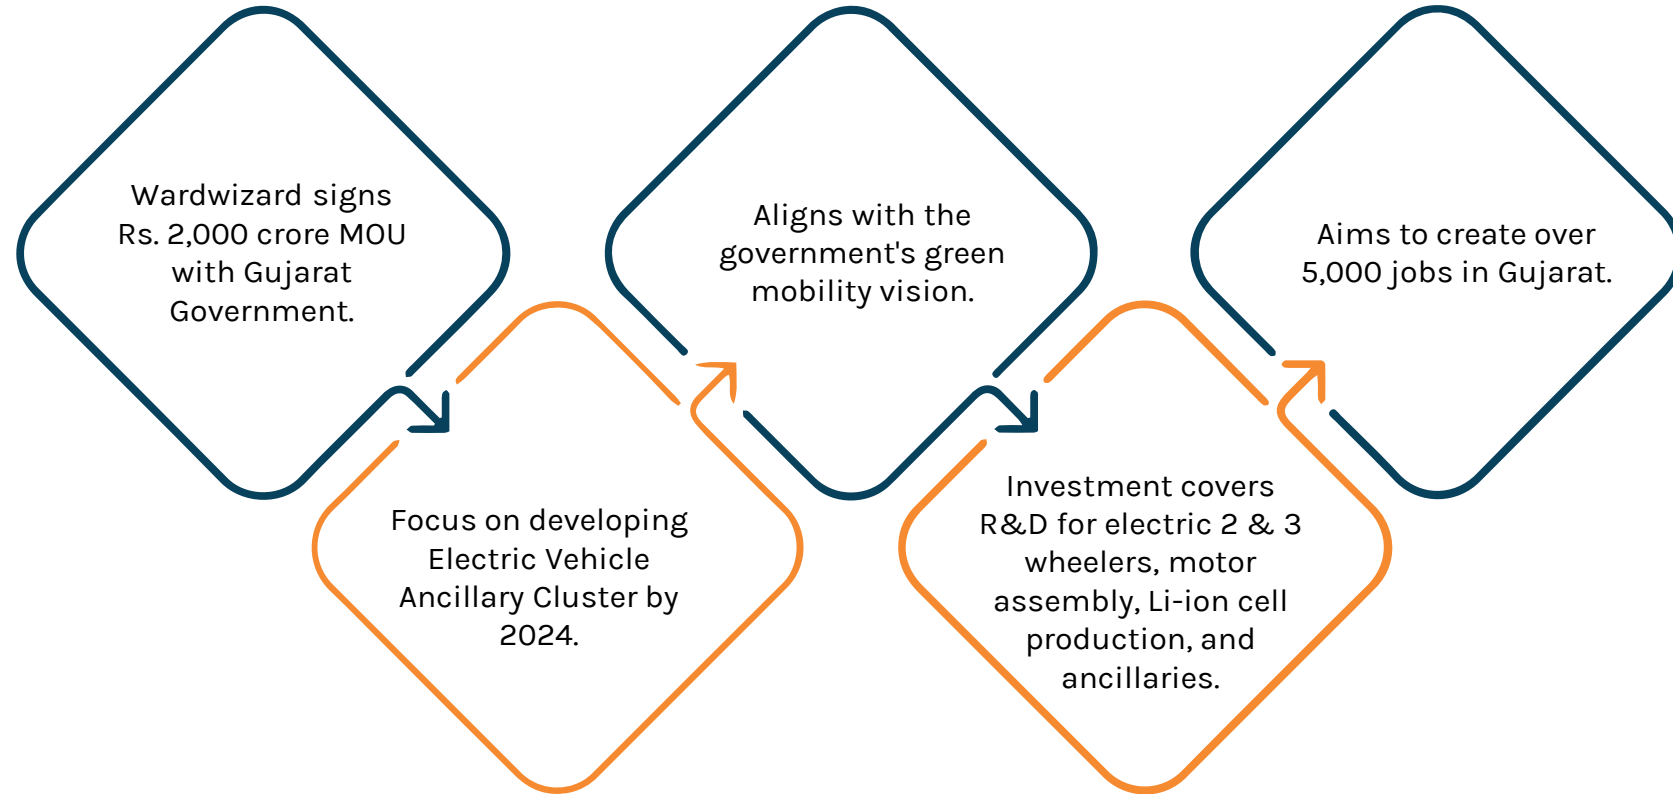 Wardwizard signs
Rs. 2,000 crore MOU
with Gujarat
Government.
Focus on developing
Electric Vehicle
Ancillary Cluster by
2024.
Aligns with the
government's green
mobility vision.
Investment covers
R&D for electric 2 & 3
wheelers, motor
assembly, Li-ion cell
production, and
ancillaries.
Aims to create over
5,000 jobs in Gujarat.